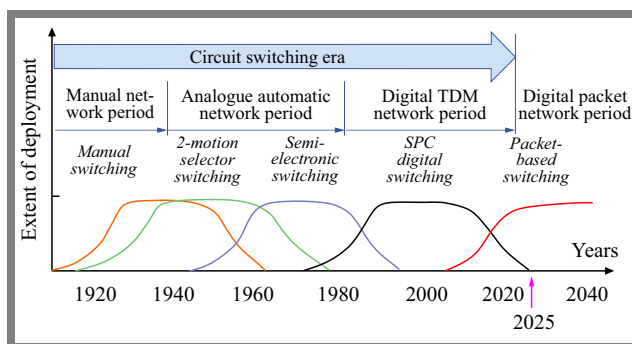 Circuit switching era
Manual net-
work period
Analogue automatic
network period
Digital TDM
network period
Digital packet
network period
Manual
switching
2-motion
selector
switching
Semi-
electronic
switching
SPC
digital
switching
Packet-
based
switching
Extent of deployment
Years
1920 1940 1960 1980 2000 2020 2040
2025